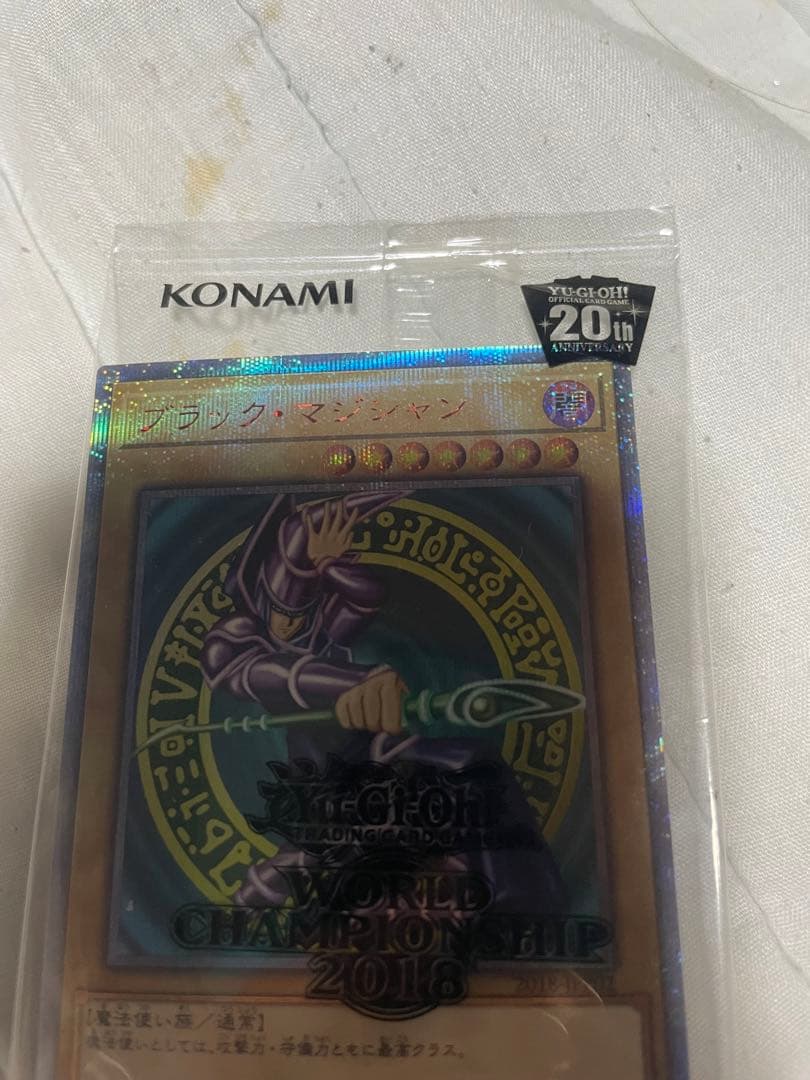 KONAMI
YU-GI-OH!
OFFICIAL CARD GAME
20th
ANNIVERSARY
ブラック・マジシャン
闇
Yu-Gi-Oh!
TRADING CARD GAME
WORLD
CHAMPIONSHIP
2018
[魔法使い族/通常]
魔法使いとしては、攻撃力・守備力ともに最高クラス。